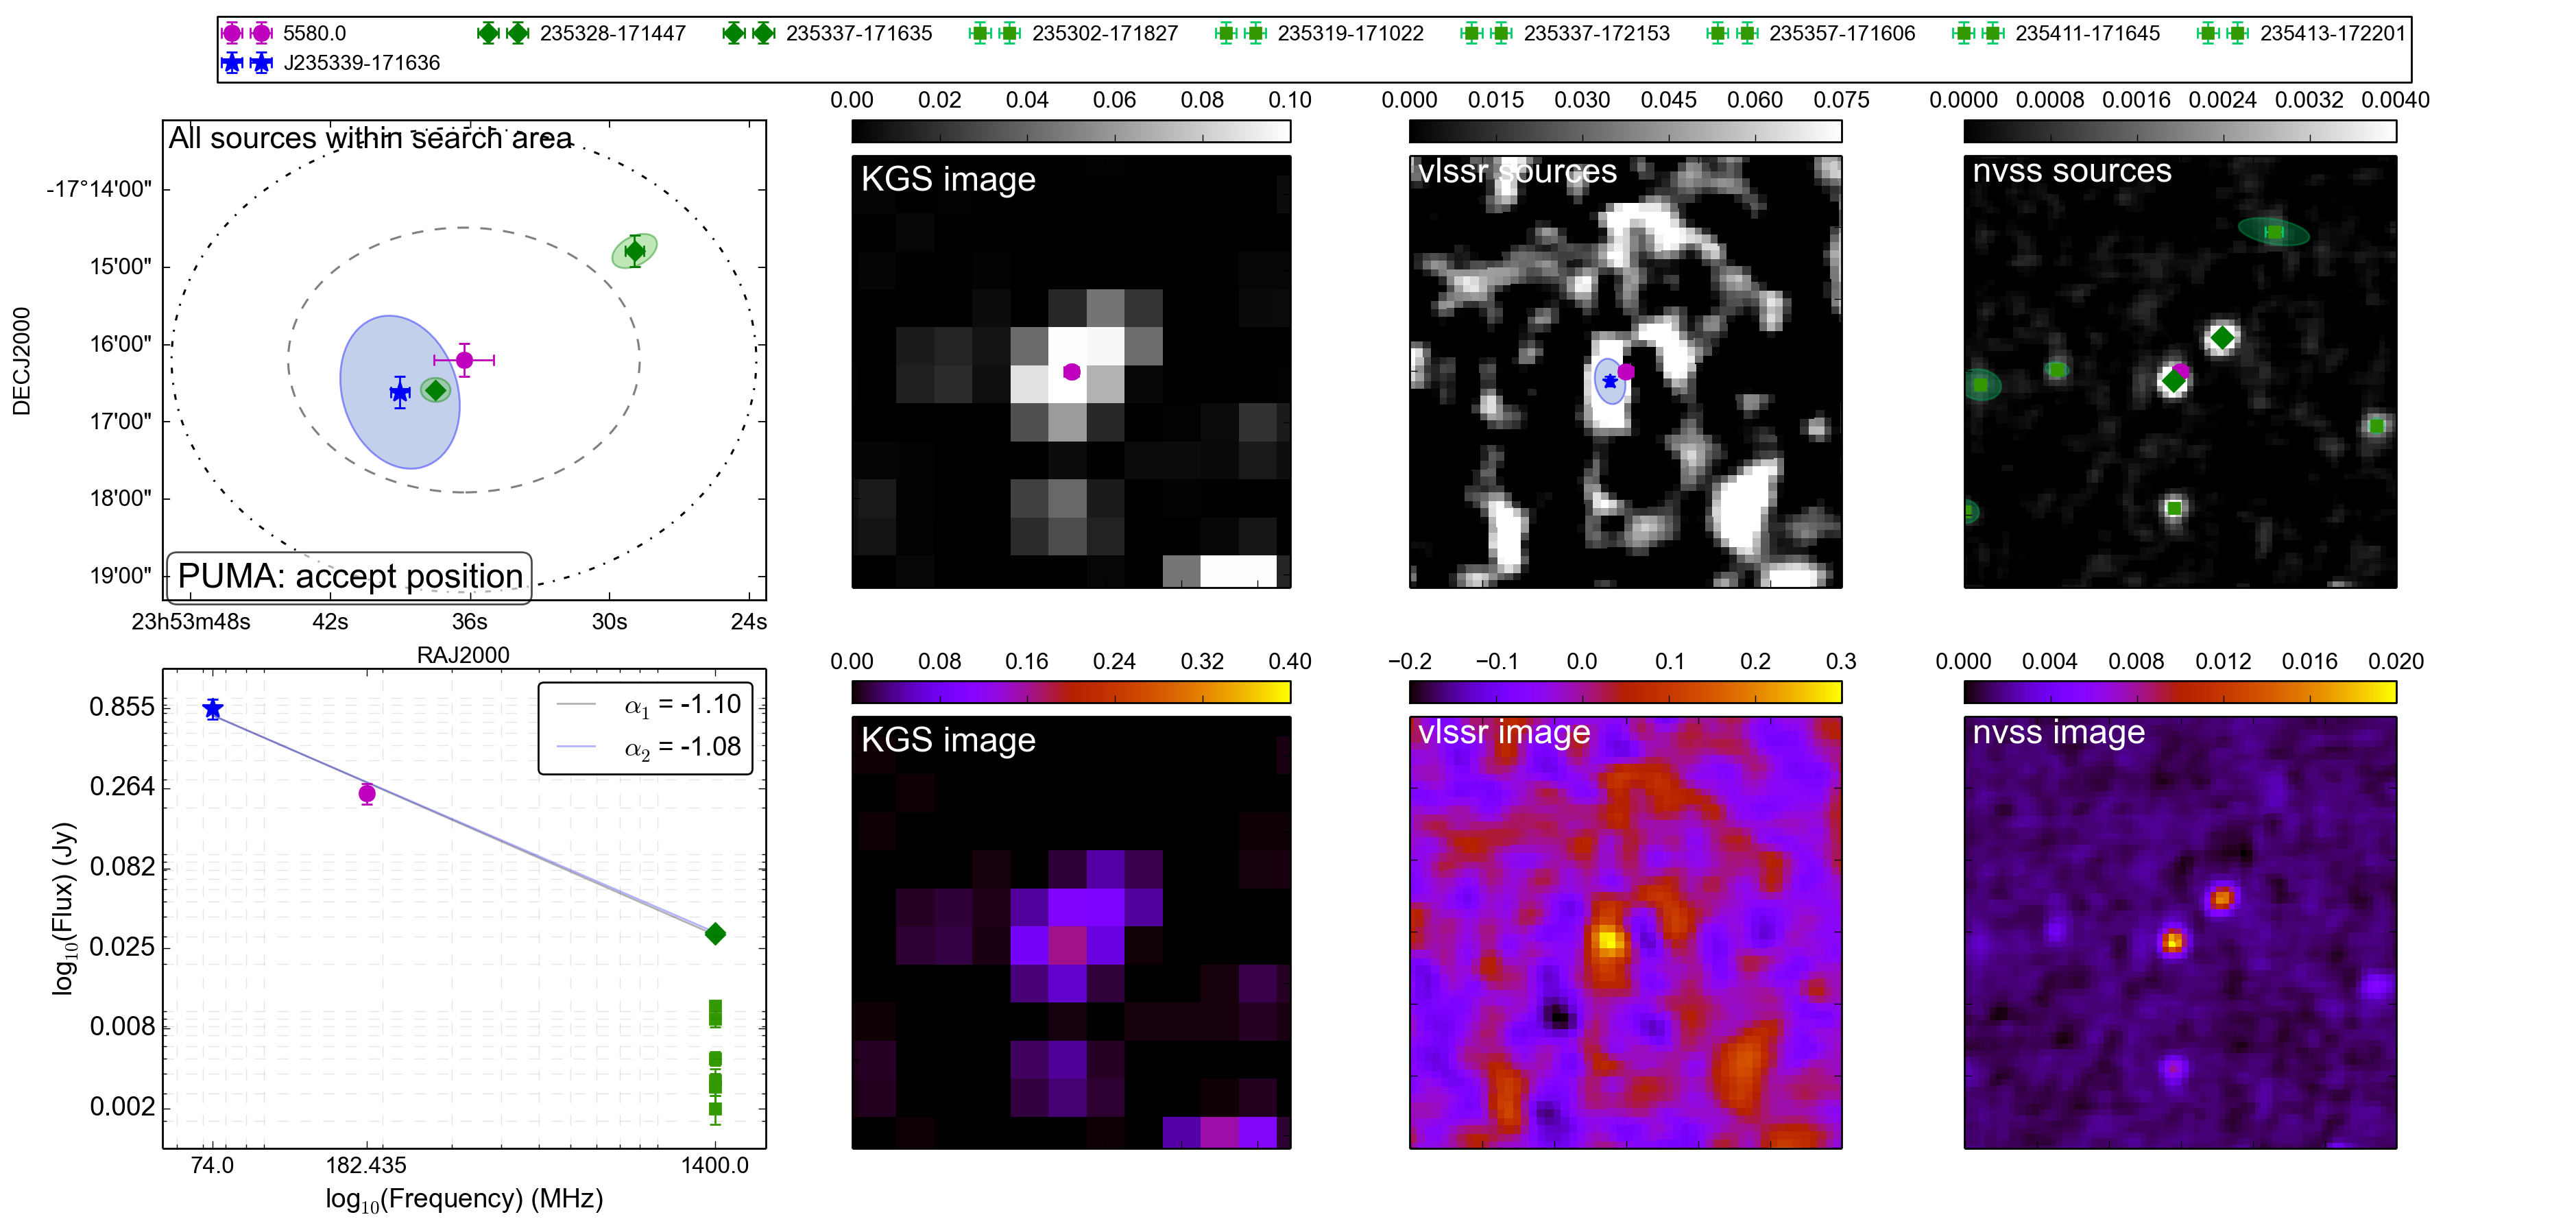 5580.0 235328-171447 235337-171635 235302-171827 235319-171022 235337-172153 235357-171606 235411-171645 235413-172201
J235339-171636
All sources within search area
-17°14'00"
15'00"
16'00"
17'00"
18'00"
19'00"
DECJ2000
PUMA: accept position
23h53m48s 42s 36s 30s 24s
RAJ2000
0.00 0.02 0.04 0.06 0.08 0.10
KGS image
0.000 0.015 0.030 0.045 0.060 0.075
vlssr sources
0.0000 0.0008 0.0016 0.0024 0.0032 0.0040
nvss sources
0.855
0.264
0.082
0.025
0.008
0.002
log10(Flux) (Jy)
α1 = -1.10
α2 = -1.08
74.0 182.435 1400.0
log10(Frequency) (MHz)
0.00 0.08 0.16 0.24 0.32 0.40
KGS image
−0.2 −0.1 0.0 0.1 0.2 0.3
vlssr image
0.000 0.004 0.008 0.012 0.016 0.020
nvss image